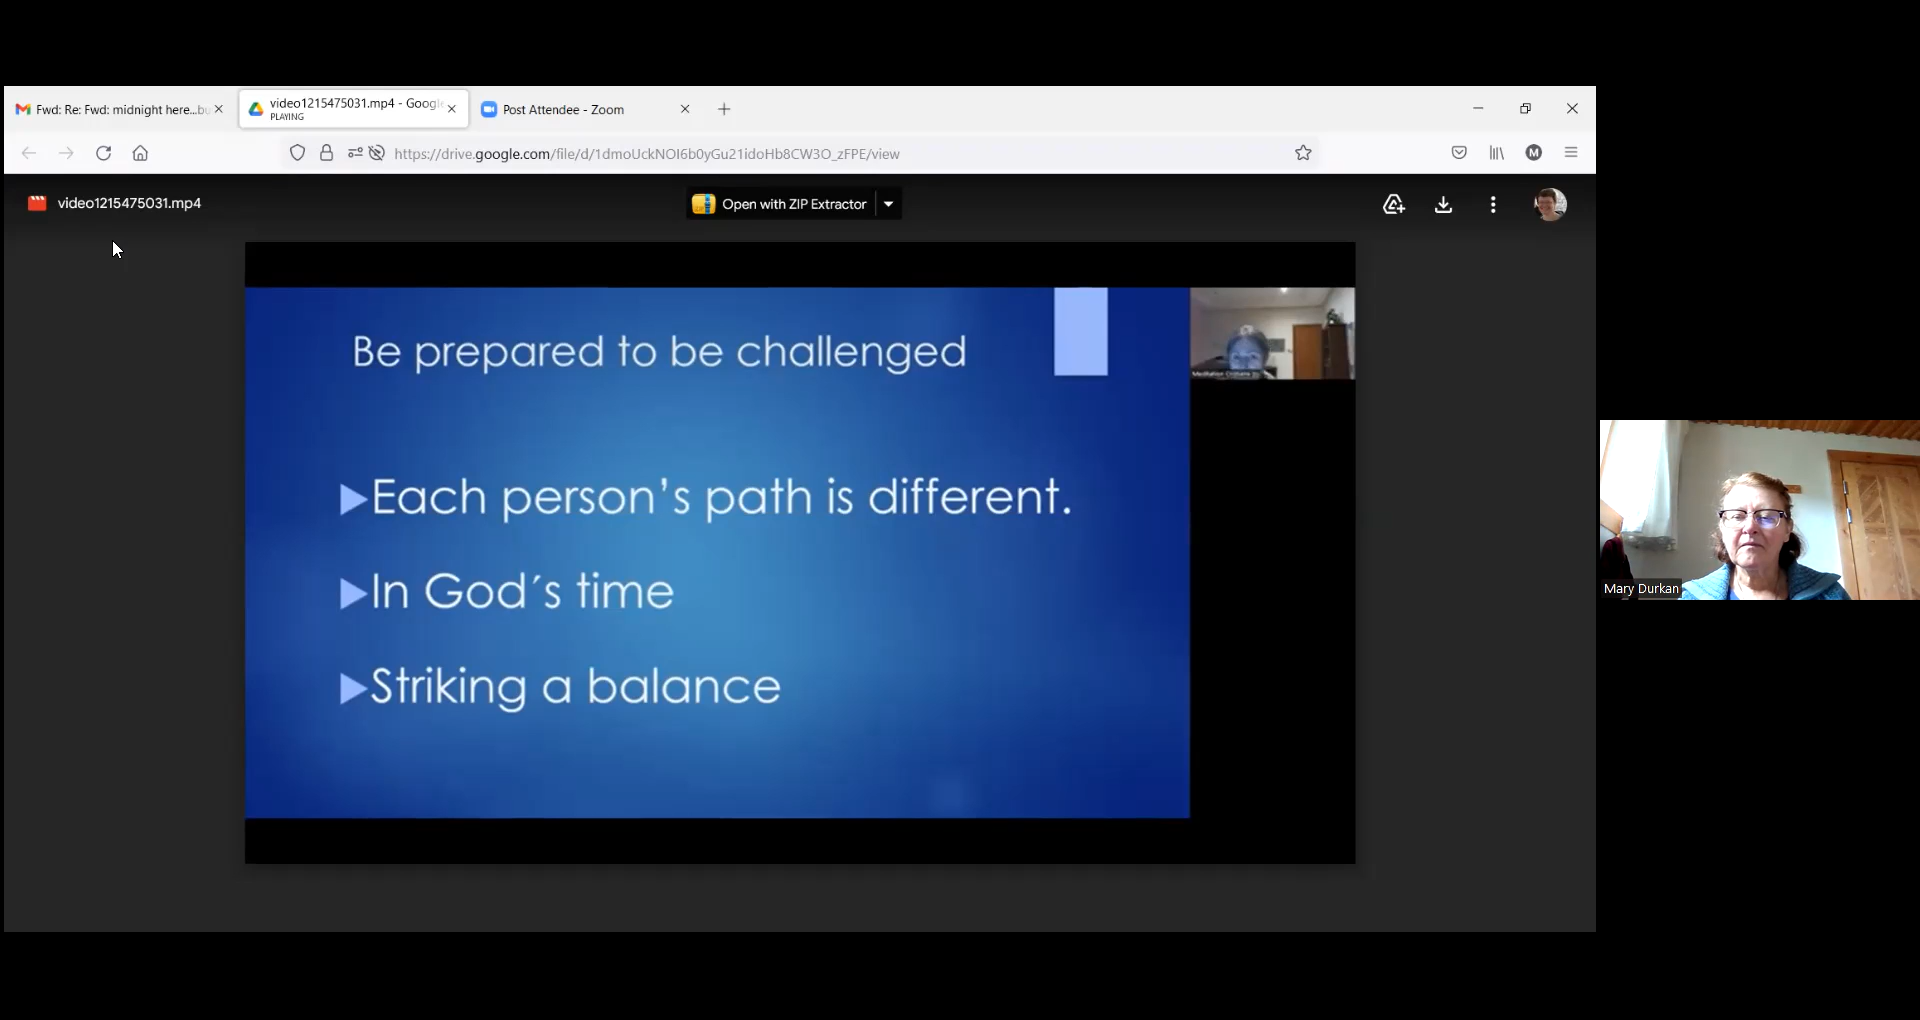 Fwd: Re: Fwd: midnight here...bu
video1215475031.mp4 - Google
PLAYING
Post Attendee - Zoom
https://drive.google.com/file/d/1dmoUckNOI6b0yGu21idoHb8CW3O_zFPE/view
M
video1215475031.mp4
Open with ZIP Extractor
Be prepared to be challenged
Each person's path is different.
In God´s time
Striking a balance
Mary Durkan